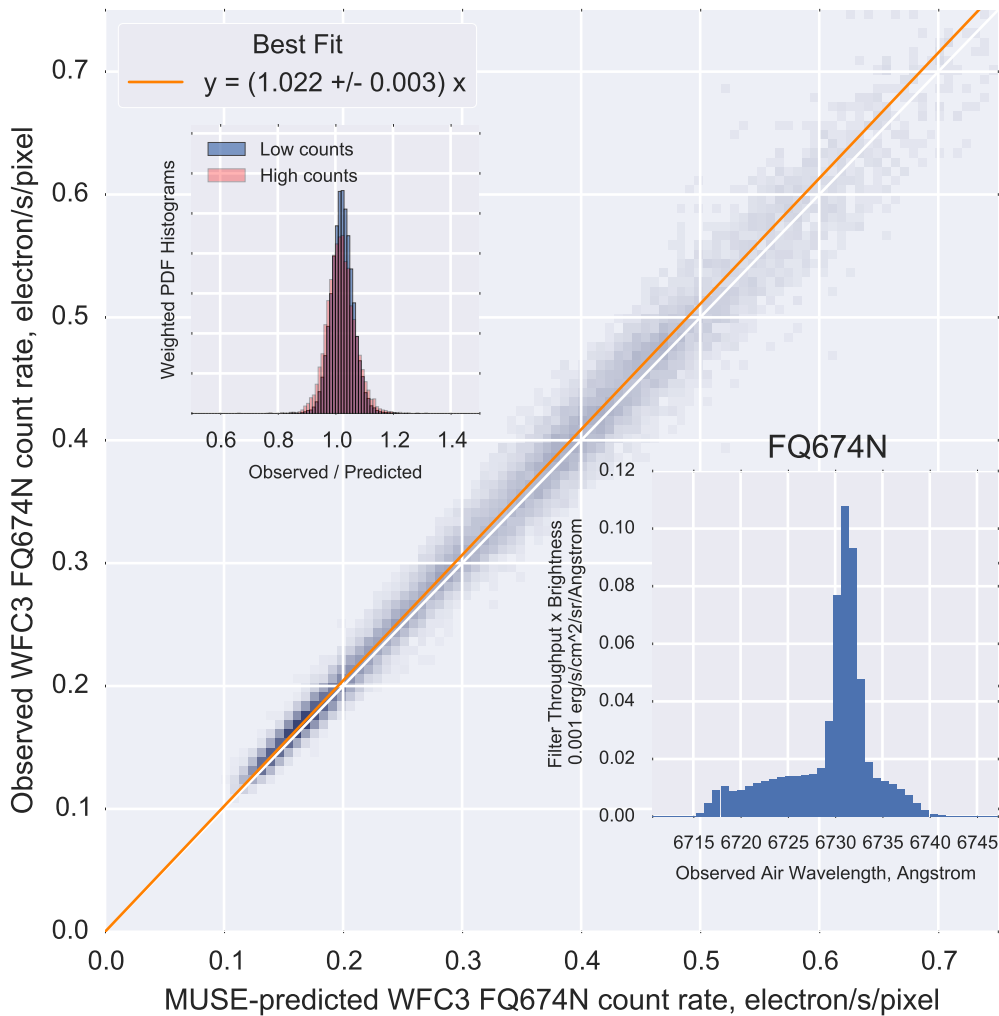 Best Fit
y = (1.022 +/- 0.003) x
Low counts
High counts
Weighted PDF Histograms
0.6 0.8 1.0 1.2 1.4
Observed / Predicted
FQ674N
0.12
0.10
0.08
0.06
0.04
0.02
0.00
Filter Throughput x Brightness
0.001 erg/s/cm^2/sr/Angstrom
6715 6720 6725 6730 6735 6740 6745
Observed Air Wavelength, Angstrom
Observed WFC3 FQ674N count rate, electron/s/pixel
0.7
0.6
0.5
0.4
0.3
0.2
0.1
0.0
0.0 0.1 0.2 0.3 0.4 0.5 0.6 0.7
MUSE-predicted WFC3 FQ674N count rate, electron/s/pixel